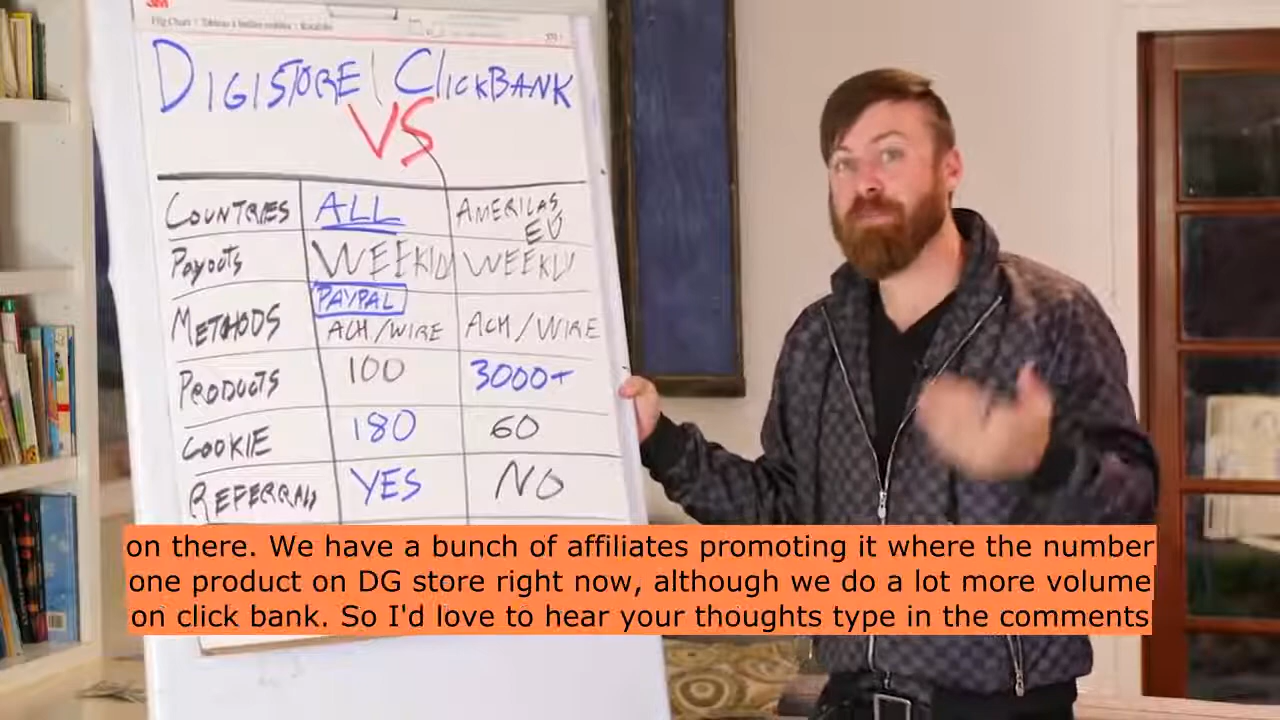 3M
DIGISTORE | CLICKBANK
VS
COUNTRIES ALL AMERICAS EU
PAYOUTS WEEKLY WEEKLY
METHODS PAYPAL ACH/WIRE ACH/WIRE
PRODUCTS 100 3000+
COOKIE 180 60
REFERRALS YES NO
on there. We have a bunch of affiliates promoting it where the number
one product on DG store right now, although we do a lot more volume
on click bank. So I'd love to hear your thoughts type in the comments